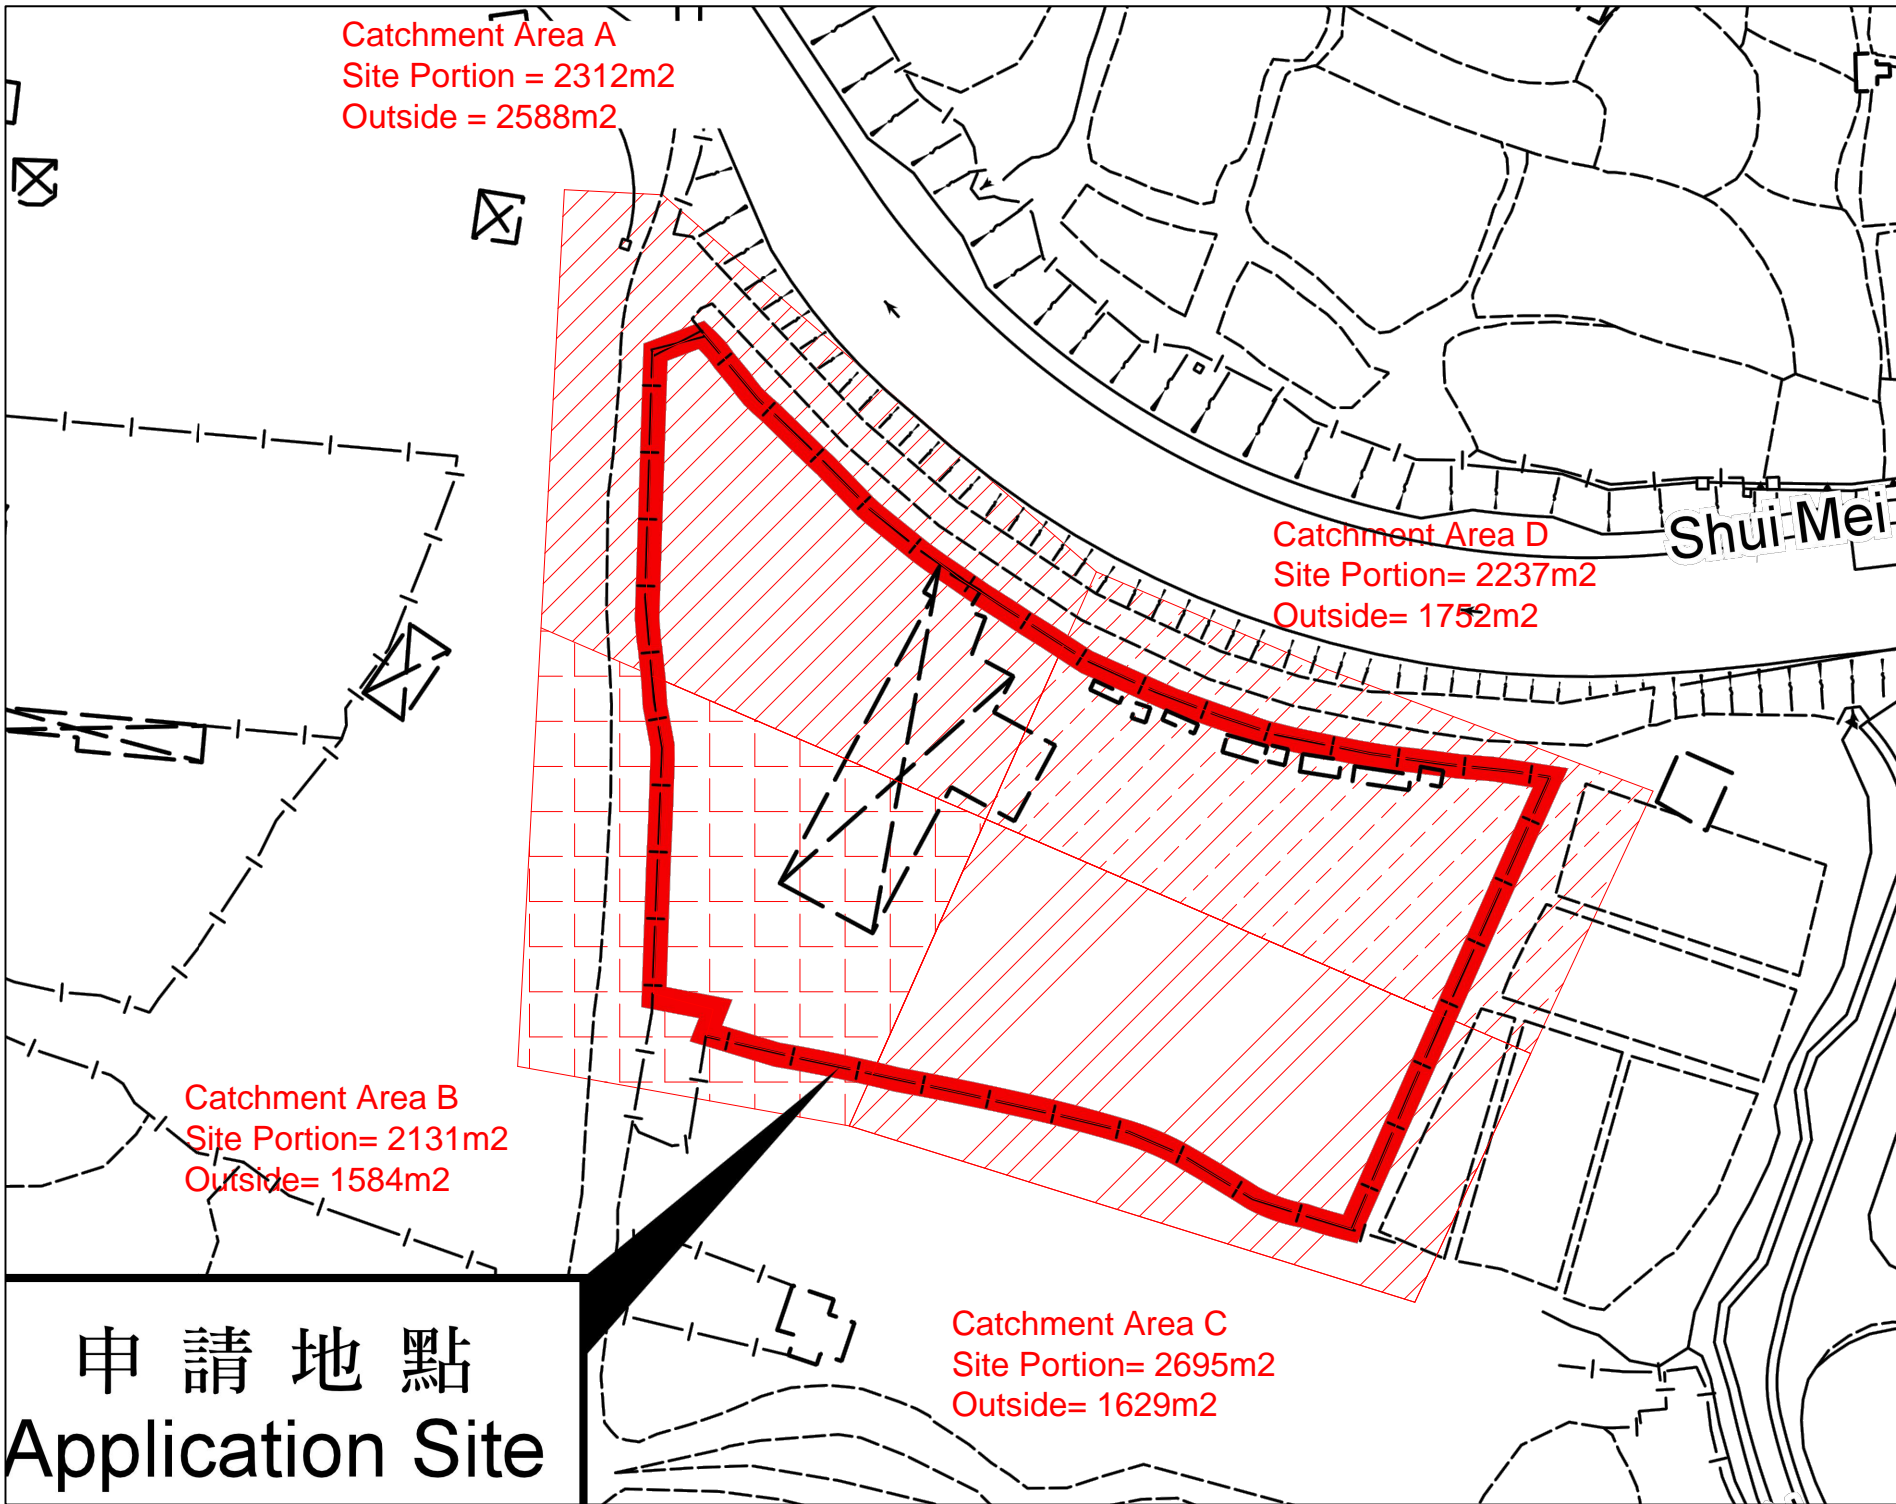 Catchment Area A
Site Portion = 2312m2
Outside = 2588m2
Catchment Area D
Site Portion= 2237m2
Outside= 1752m2
Shui Mei
Catchment Area B
Site Portion= 2131m2
Outside= 1584m2
Catchment Area C
Site Portion= 2695m2
Outside= 1629m2
申請地點
Application Site